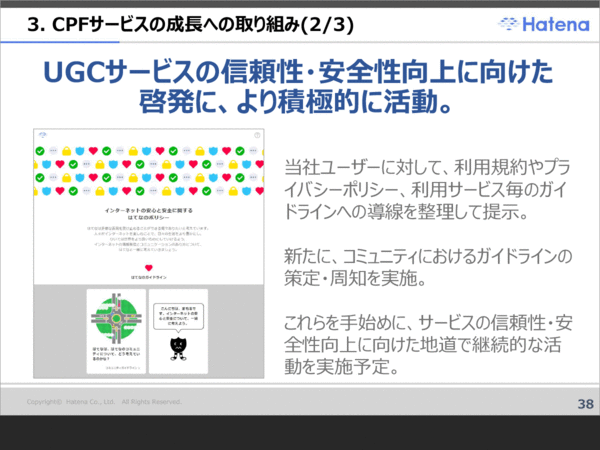 3. CPFサービスの成長への取り組み(2/3)
Hatena
UGCサービスの信頼性・安全性向上に向けた
啓発に、より積極的に活動。
インターネットの安心と安全に関する
はてなのポリシー
はてなのガイドライン
当社ユーザーに対して、利用規約やプラ
イバシーポリシー、利用サービス毎のガイ
ドラインへの導線を整理して提示。
新たに、コミュニティにおけるガイドラインの
策定・周知を実施。
これらを手始めに、サービスの信頼性・安
全性向上に向けた地道で継続的な活
動を実施予定。
Copyright© Hatena Co., Ltd. All Rights Reserved.
38